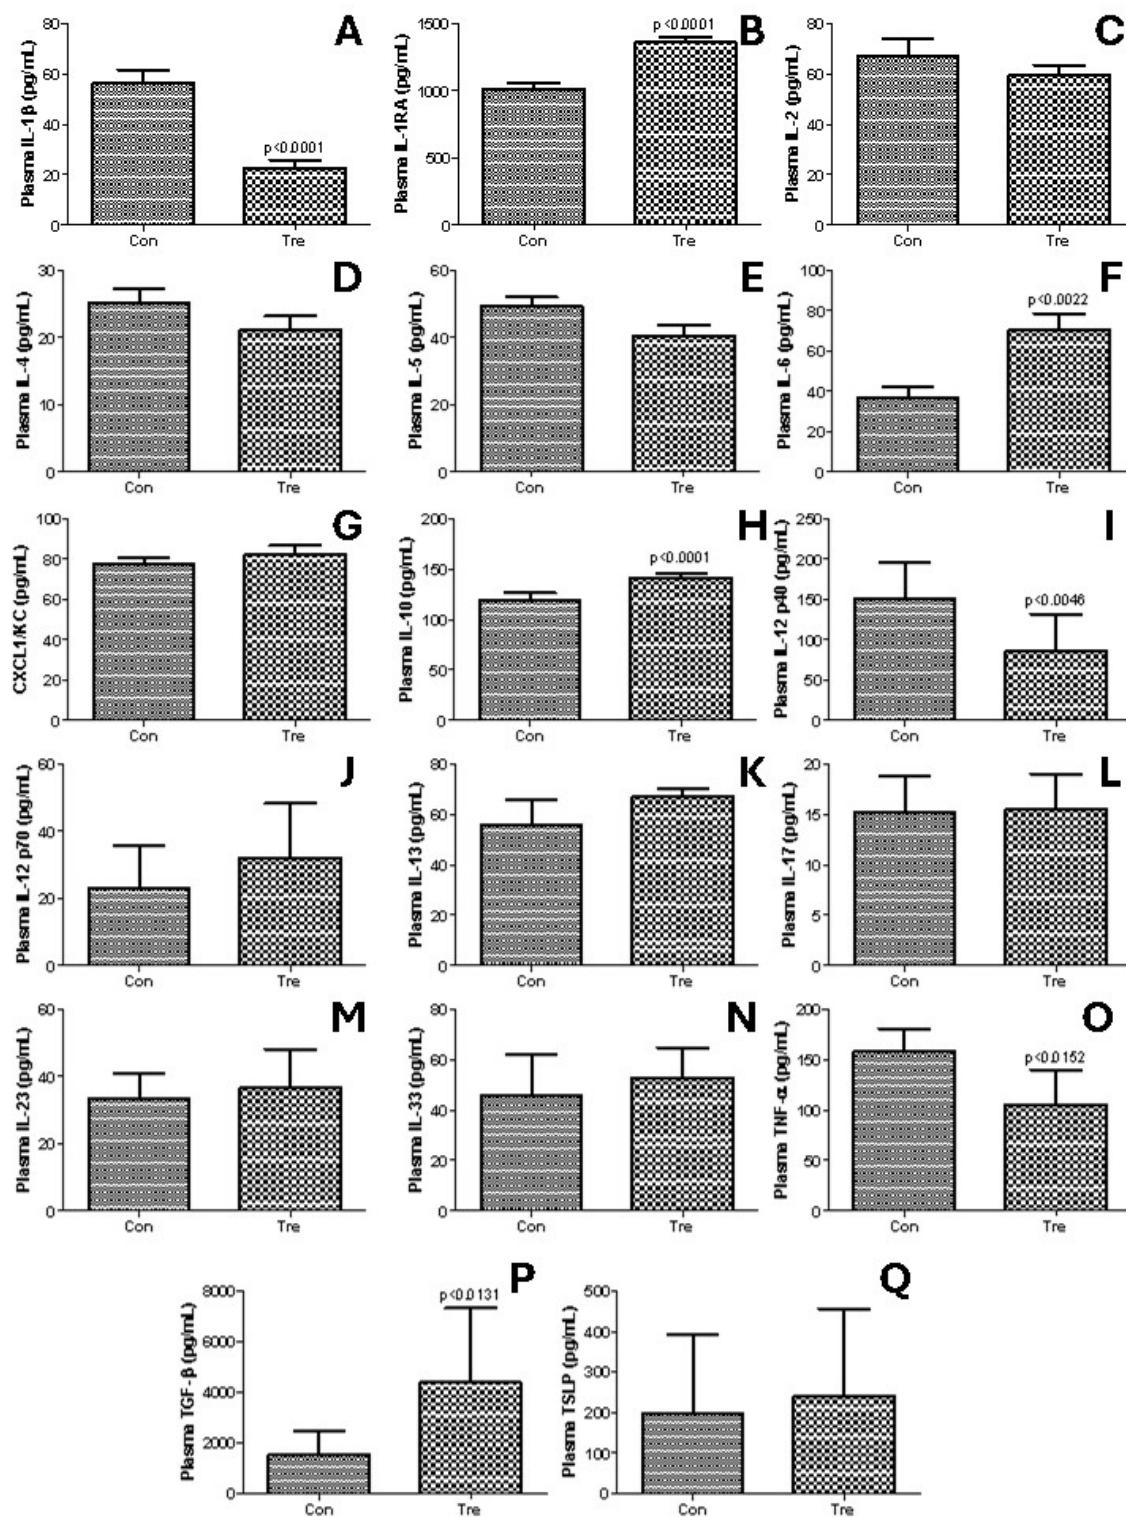 A
Plasma IL-1β (pg/mL)
80
60
40
20
0
p<0.0001
Con
Tre
B
Plasma IL-1RA (pg/mL)
1500
1000
500
0
p<0.0001
Con
Tre
C
Plasma IL-2 (pg/mL)
80
60
40
20
0
Con
Tre
D
Plasma IL-4 (pg/mL)
30
20
10
0
Con
Tre
E
Plasma IL-5 (pg/mL)
60
40
20
0
Con
Tre
F
Plasma IL-6 (pg/mL)
100
80
60
40
20
0
p<0.0022
Con
Tre
G
CXCL1/KC (pg/mL)
100
80
60
40
20
0
Con
Tre
H
Plasma IL-10 (pg/mL)
200
150
100
50
0
p<0.0001
Con
Tre
I
Plasma IL-12 p40 (pg/mL)
250
200
150
100
50
0
p<0.0046
Con
Tre
J
Plasma IL-12 p70 (pg/mL)
60
40
20
0
Con
Tre
K
Plasma IL-13 (pg/mL)
80
60
40
20
0
Con
Tre
L
Plasma IL-17 (pg/mL)
20
15
10
5
0
Con
Tre
M
Plasma IL-23 (pg/mL)
60
40
20
0
Con
Tre
N
Plasma IL-33 (pg/mL)
80
60
40
20
0
Con
Tre
O
Plasma TNF-α (pg/mL)
200
150
100
50
0
p<0.0152
Con
Tre
P
Plasma TGF-β (pg/mL)
8000
6000
4000
2000
0
p<0.0131
Con
Tre
Q
Plasma TSLP (pg/mL)
500
400
300
200
100
0
Con
Tre